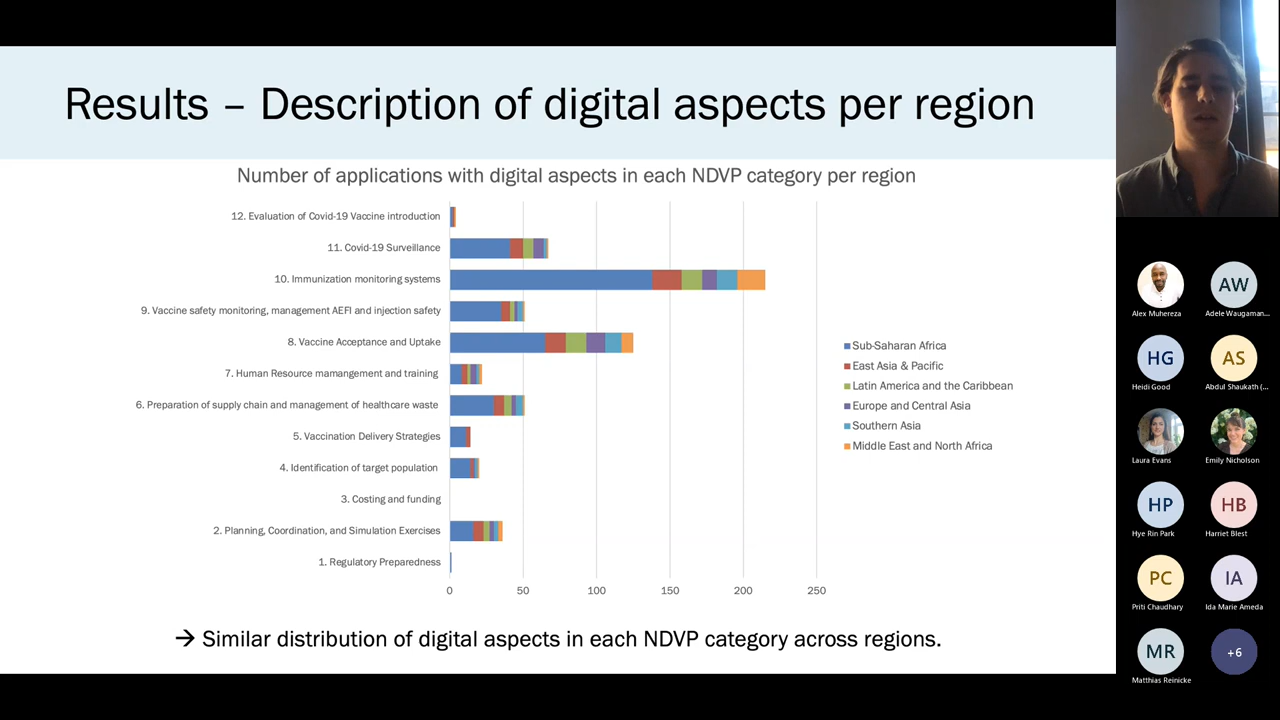 Results – Description of digital aspects per region
Number of applications with digital aspects in each NDVP category per region
12. Evaluation of Covid-19 Vaccine introduction
11. Covid-19 Surveillance
10. Immunization monitoring systems
9. Vaccine safety monitoring, management AEFI and injection safety
8. Vaccine Acceptance and Uptake
7. Human Resource mamangement and training
6. Preparation of supply chain and management of healthcare waste
5. Vaccination Delivery Strategies
4. Identification of target population
3. Costing and funding
2. Planning, Coordination, and Simulation Exercises
1. Regulatory Preparedness
0 50 100 150 200 250
Sub-Saharan Africa
East Asia & Pacific
Latin America and the Caribbean
Europe and Central Asia
Southern Asia
Middle East and North Africa
→ Similar distribution of digital aspects in each NDVP category across regions.
AW
Alex Muhereza Adele Waugaman...
HG AS
Heidi Good Abdul Shaukath (...
Laura Evans Emily Nicholson
HP HB
Hye Rin Park Harriet Blest
PC IA
Priti Chaudhary Ida Marie Ameda
MR +6
Matthias Reinicke